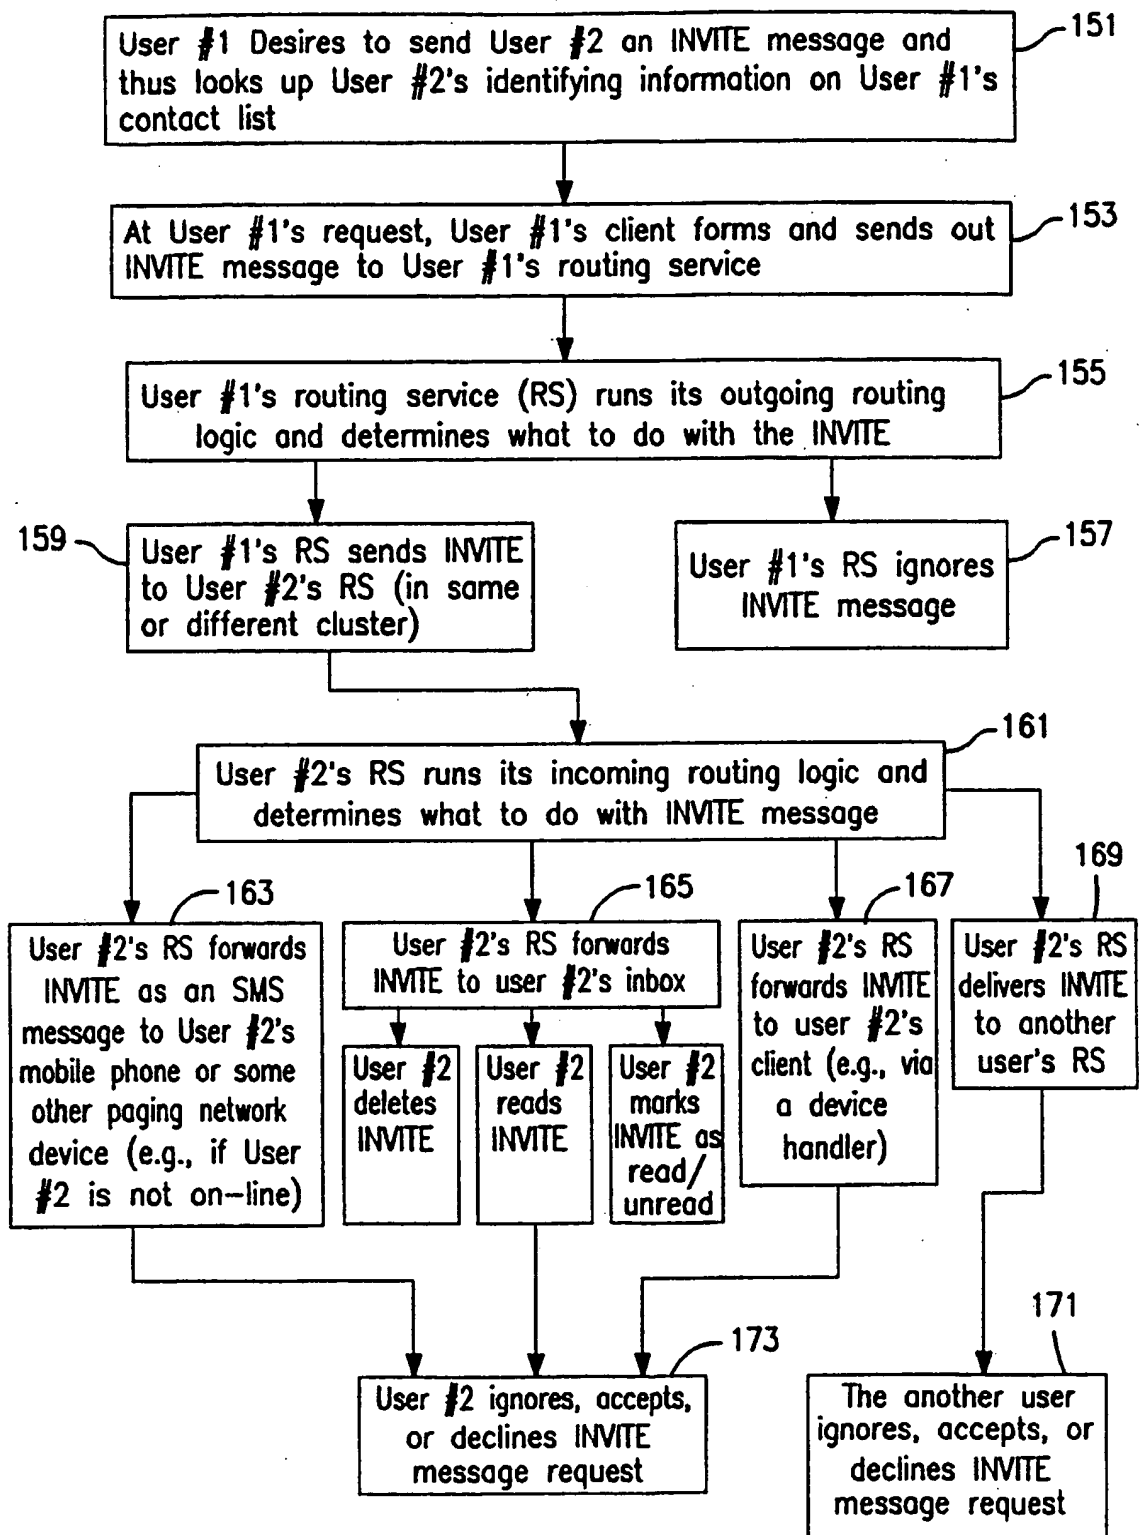 151
User #1 Desires to send User #2 an INVITE message and
thus looks up User #2's identifying information on User #1's
contact list
153
At User #1's request, User #1's client forms and sends out
INVITE message to User #1's routing service
155
User #1's routing service (RS) runs its outgoing routing
logic and determines what to do with the INVITE
159
User #1's RS sends INVITE
to User #2's RS (in same
or different cluster)
157
User #1's RS ignores
INVITE message
161
User #2's RS runs its incoming routing logic and
determines what to do with INVITE message
163
User #2's RS forwards
INVITE as an SMS
message to User #2's
mobile phone or some
other paging network
device (e.g., if User
#2 is not on-line)
165
User #2's RS forwards
INVITE to user #2's inbox
User #2
deletes
INVITE
User #2
reads
INVITE
User #2
marks
INVITE as
read/
unread
167
User #2's RS
forwards INVITE
to user #2's
client (e.g., via
a device
handler)
169
User #2's RS
delivers INVITE
to another
user's RS
173
User #2 ignores, accepts,
or declines INVITE
message request
171
The another user
ignores, accepts, or
declines INVITE
message request